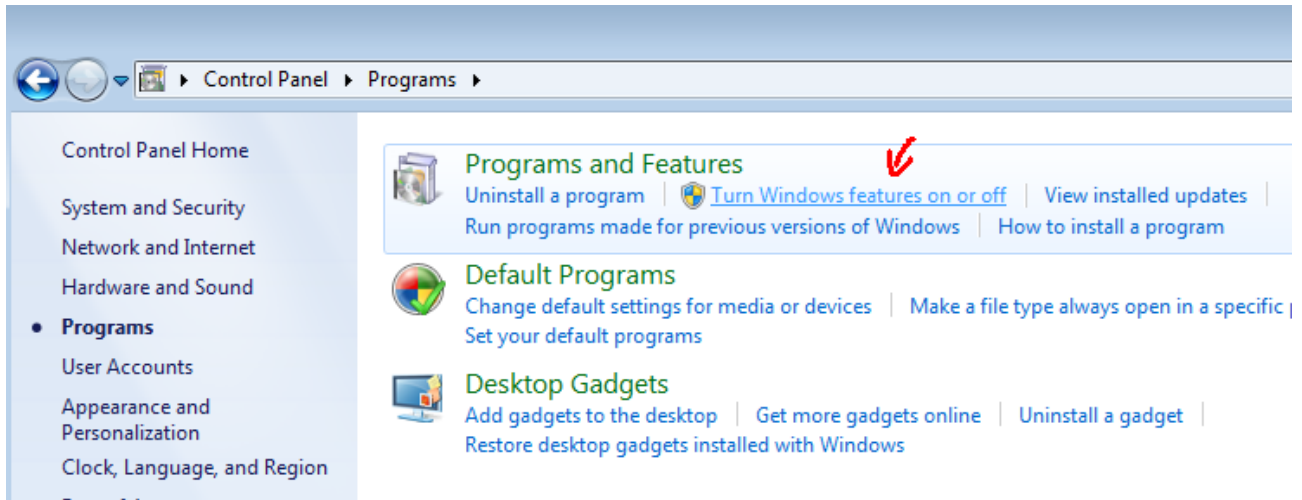 Control Panel Programs
Control Panel Home
System and Security
Network and Internet
Hardware and Sound
Programs
User Accounts
Appearance and
Personalization
Clock, Language, and Region
Programs and Features
Uninstall a program Turn Windows features on or off View installed updates
Run programs made for previous versions of Windows How to install a program
Default Programs
Change default settings for media or devices Make a file type always open in a specific
Set your default programs
Desktop Gadgets
Add gadgets to the desktop Get more gadgets online Uninstall a gadget
Restore desktop gadgets installed with Windows